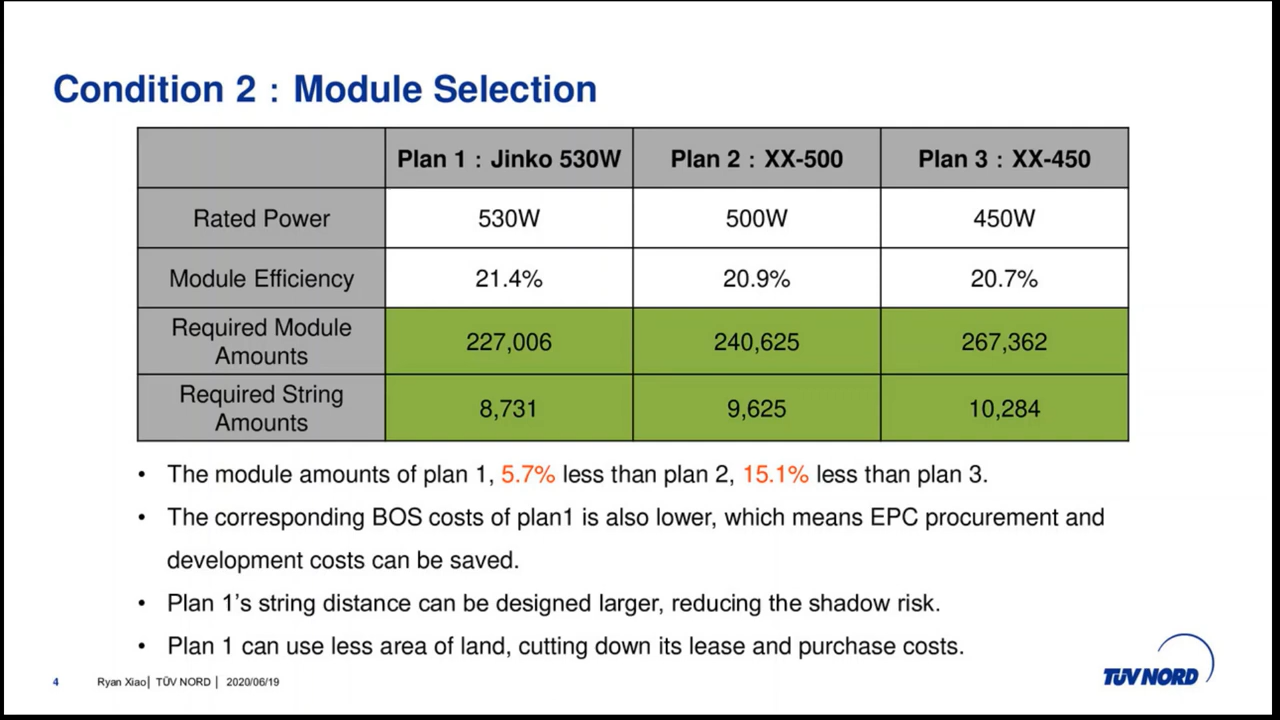 Condition 2：Module Selection
Plan 1：Jinko 530W Plan 2：XX-500 Plan 3：XX-450
Rated Power 530W 500W 450W
Module Efficiency 21.4% 20.9% 20.7%
Required Module
Amounts 227,006 240,625 267,362
Required String
Amounts 8,731 9,625 10,284
• The module amounts of plan 1, 5.7% less than plan 2, 15.1% less than plan 3.
• The corresponding BOS costs of plan1 is also lower, which means EPC procurement and
development costs can be saved.
• Plan 1’s string distance can be designed larger, reducing the shadow risk.
• Plan 1 can use less area of land, cutting down its lease and purchase costs.
4 Ryan Xiao│ TÜV NORD │ 2020/06/19
TÜV NORD